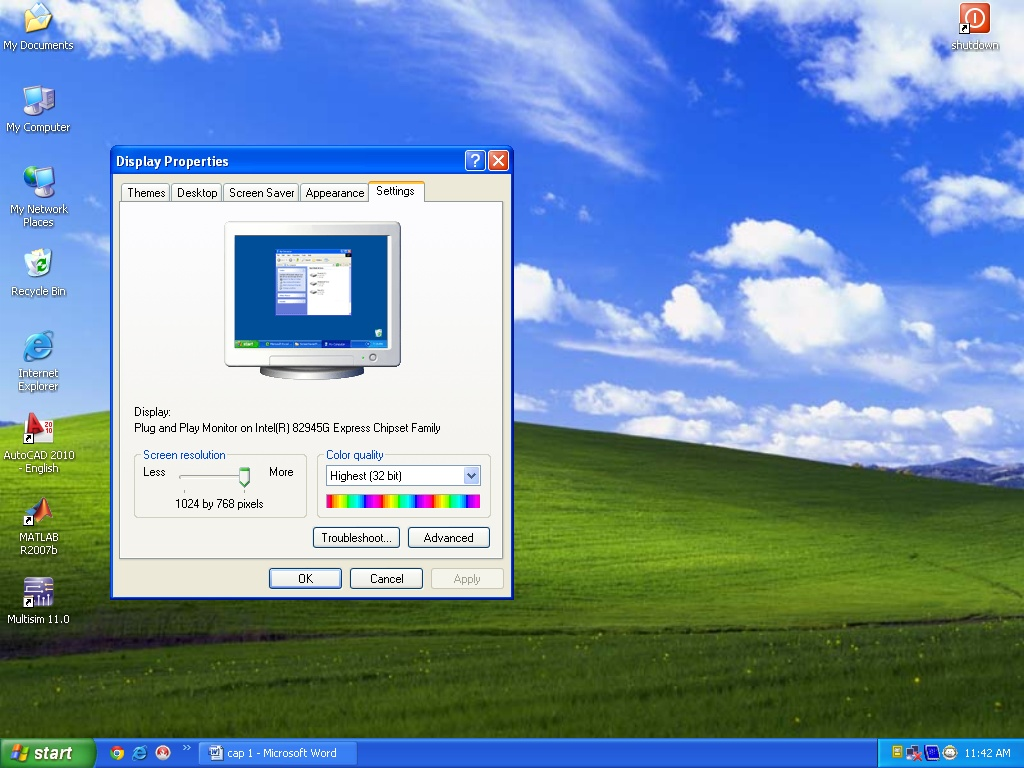 My Documents
My Computer
My Network
Places
Recycle Bin
Internet
Explorer
AutoCAD 2010
- English
MATLAB
R2007b
Multisim 11.0
shutdown
Display Properties
Themes
Desktop
Screen Saver
Appearance
Settings
start
Display:
Plug and Play Monitor on Intel(R) 82945G Express Chipset Family
Screen resolution
Less
More
1024 by 768 pixels
Color quality
Highest (32 bit)
Troubleshoot...
Advanced
OK
Cancel
Apply
start
cap 1 - Microsoft Word
11:42 AM